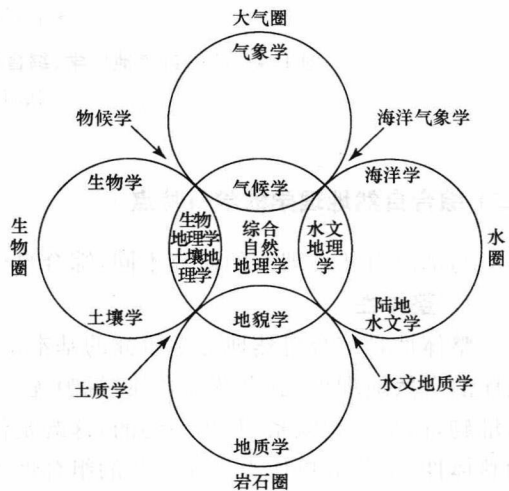 大气圈
气象学
物候学
海洋气象学
生物学
气候学
海洋学
生物圈
生物
地理学
土壤地
理学
综合
自然
地理学
水文
地理
学
水圈
土壤学
地貌学
陆地
水文学
土质学
水文地质学
地质学
岩石圈